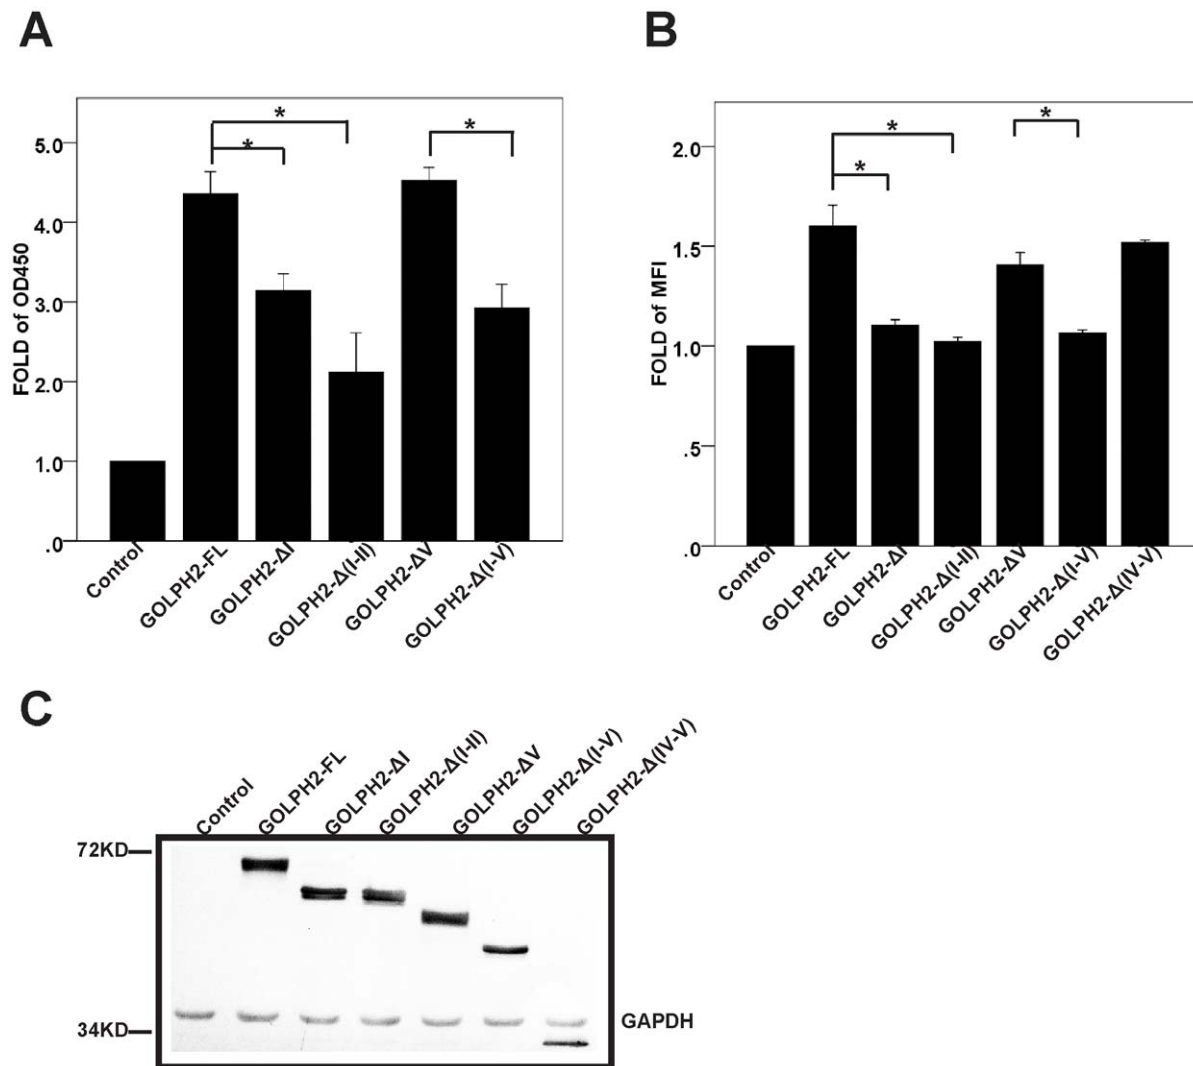 A
B
* *
*
5.0
4.0
3.0
2.0
1.0
.0
FOLD of OD450
Control
GOLPH2-FL
GOLPH2-ΔI
GOLPH2-Δ(I-II)
GOLPH2-ΔV
GOLPH2-Δ(I-V)
*
*
*
2.0
1.5
1.0
.5
.0
FOLD of MFI
Control
GOLPH2-FL
GOLPH2-ΔI
GOLPH2-Δ(I-II)
GOLPH2-ΔV
GOLPH2-Δ(I-V)
GOLPH2-Δ(IV-V)
C
Control
GOLPH2-FL
GOLPH2-ΔI
GOLPH2-Δ(I-II)
GOLPH2-ΔV
GOLPH2-Δ(I-V)
GOLPH2-Δ(IV-V)
72KD
34KD
GAPDH